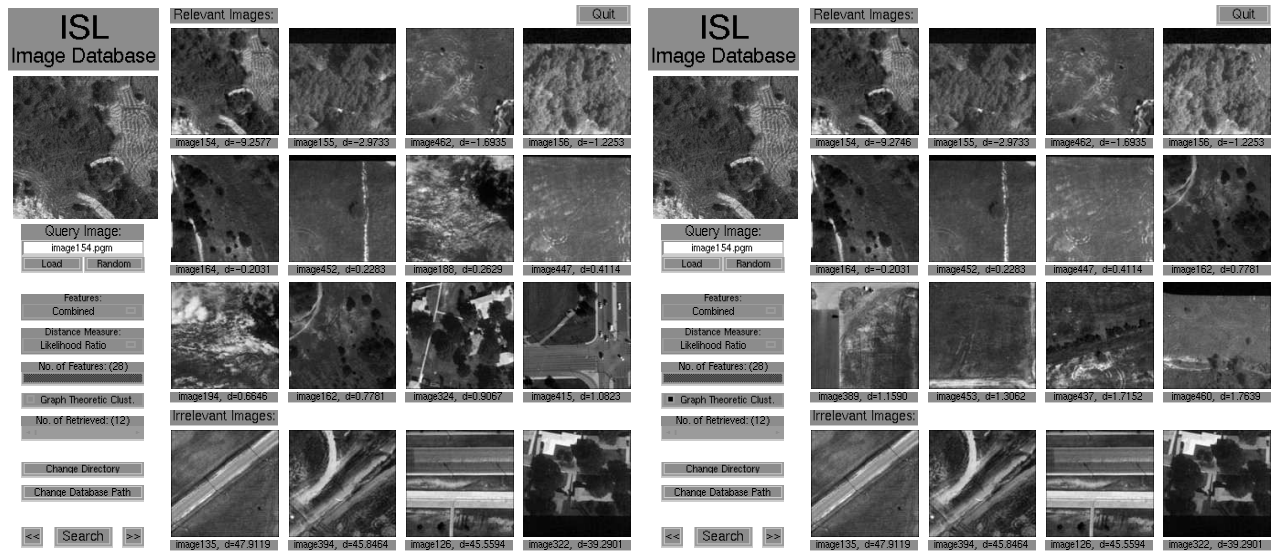 ISL
Image Database
Query Image:
image154.pgm
Load Random
Features:
Combined
Distance Measure:
Likelihood Ratio
No. of Features: (28)
Graph Theoretic Clust.
No. of Retrieved: (12)
Change Directory
Change Database Path
<< Search >>
Relevant Images:
Quit
image154, d=-9.2577 image155, d=-2.9733 image462, d=-1.6935 image156, d=-1.2253
image164, d=-0.2031 image452, d=0.2283 image188, d=0.2629 image447, d=0.4114
image194, d=0.6646 image162, d=0.7781 image324, d=0.9067 image415, d=1.0823
Irrelevant Images:
image135, d=47.9119 image394, d=45.8464 image126, d=45.5594 image322, d=39.2901
ISL
Image Database
Query Image:
image154.pgm
Load Random
Features:
Combined
Distance Measure:
Likelihood Ratio
No. of Features: (28)
Graph Theoretic Clust.
No. of Retrieved: (12)
Change Directory
Change Database Path
<< Search >>
Relevant Images:
Quit
image154, d=-9.2746 image155, d=-2.9733 image462, d=-1.6935 image156, d=-1.2253
image164, d=-0.2031 image452, d=0.2283 image447, d=0.4114 image162, d=0.7781
image389, d=1.1590 image453, d=1.3062 image437, d=1.7152 image460, d=1.7639
Irrelevant Images:
image135, d=47.9119 image394, d=45.8464 image126, d=45.5594 image322, d=39.2901